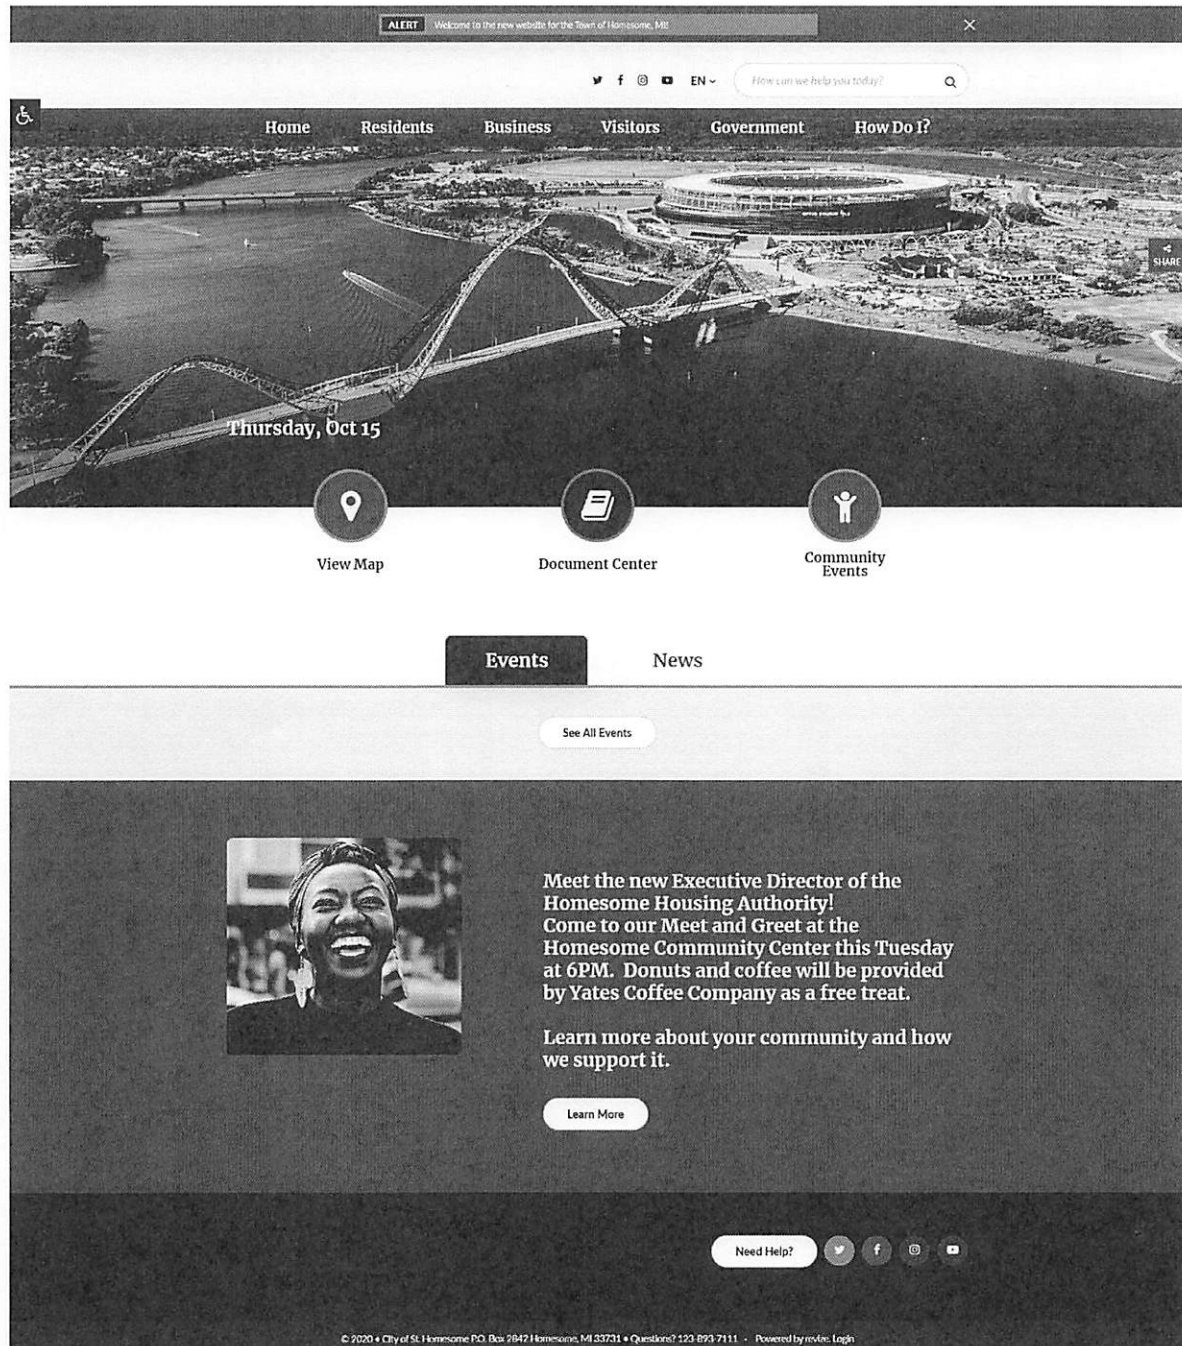 ALERT Welcome to the new website for the Town of Homesome, MI!
EN
How can we help you today?
Home Residents Business Visitors Government How Do I?
OPTUS STADIUM
SHARE
Thursday, Oct 15
View Map Document Center Community
Events
Events News
See All Events
Meet the new Executive Director of the
Homesome Housing Authority!
Come to our Meet and Greet at the
Homesome Community Center this Tuesday
at 6PM. Donuts and coffee will be provided
by Yates Coffee Company as a free treat.
Learn more about your community and how
we support it.
Learn More
Need Help?
© 2020 • City of St. Homesome P.O. Box 2842 Homesome, MI 33731 • Questions? 123-893-7111 - Powered by revize. Login